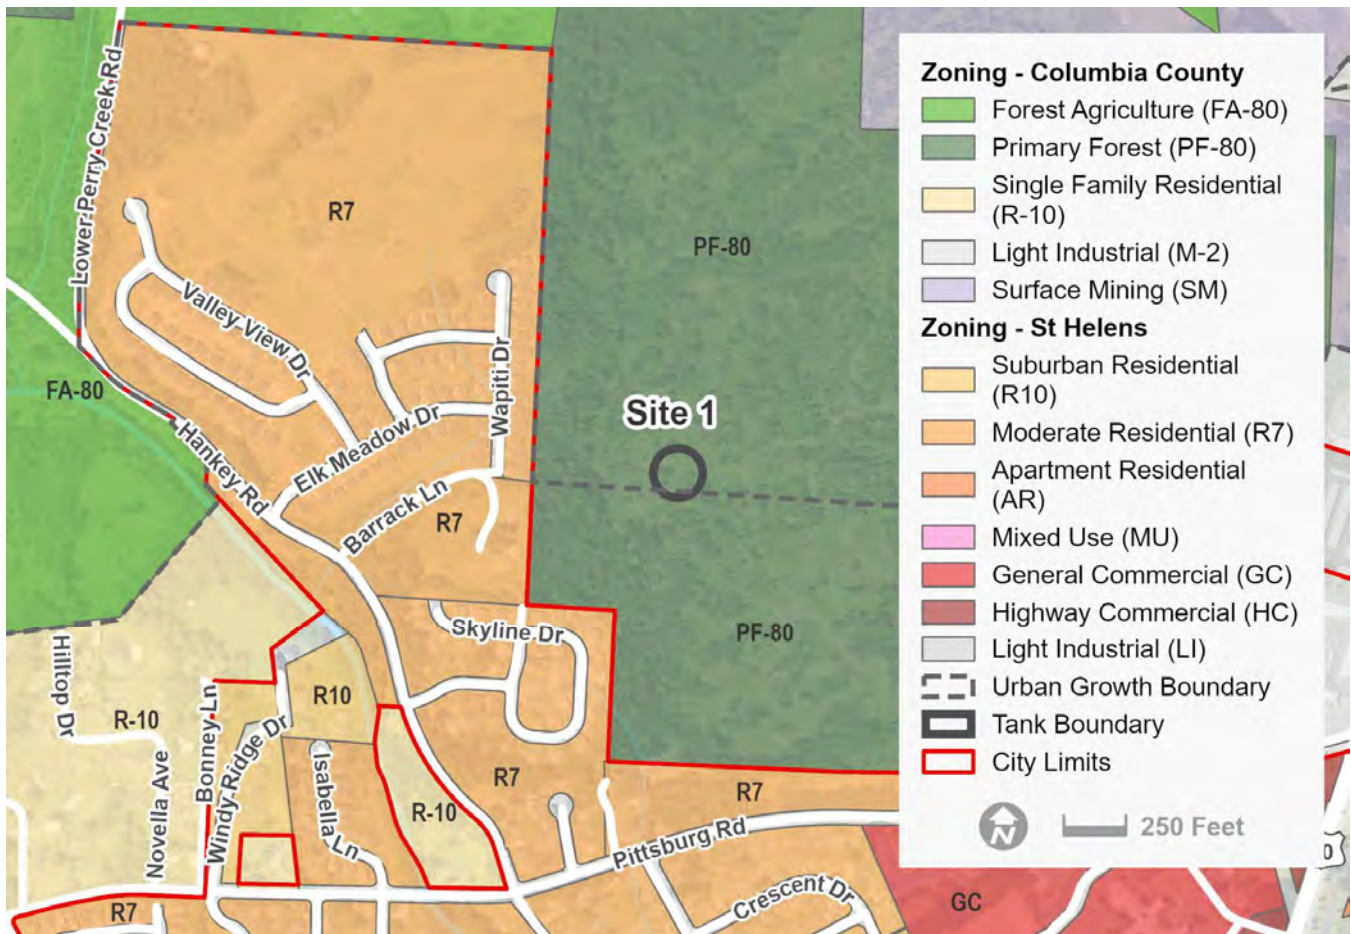 Lower Perry Creek Rd
R7
Valley View Dr
Wapiti Dr
PF-80
FA-80
Hankey Rd
Elk Meadow Dr
Barrack Ln
R7
Site 1
Skyline Dr
PF-80
Hilltop Dr
R-10
Novella Ave
Bonney Ln
Windy Ridge Dr
R10
Isabella Ln
R-10
R7
R7
Pittsburg Rd
R7
Crescent Dr
GC
Zoning - Columbia County
Forest Agriculture (FA-80)
Primary Forest (PF-80)
Single Family Residential
(R-10)
Light Industrial (M-2)
Surface Mining (SM)
Zoning - St Helens
Suburban Residential
(R10)
Moderate Residential (R7)
Apartment Residential
(AR)
Mixed Use (MU)
General Commercial (GC)
Highway Commercial (HC)
Light Industrial (LI)
Urban Growth Boundary
Tank Boundary
City Limits
N
250 Feet